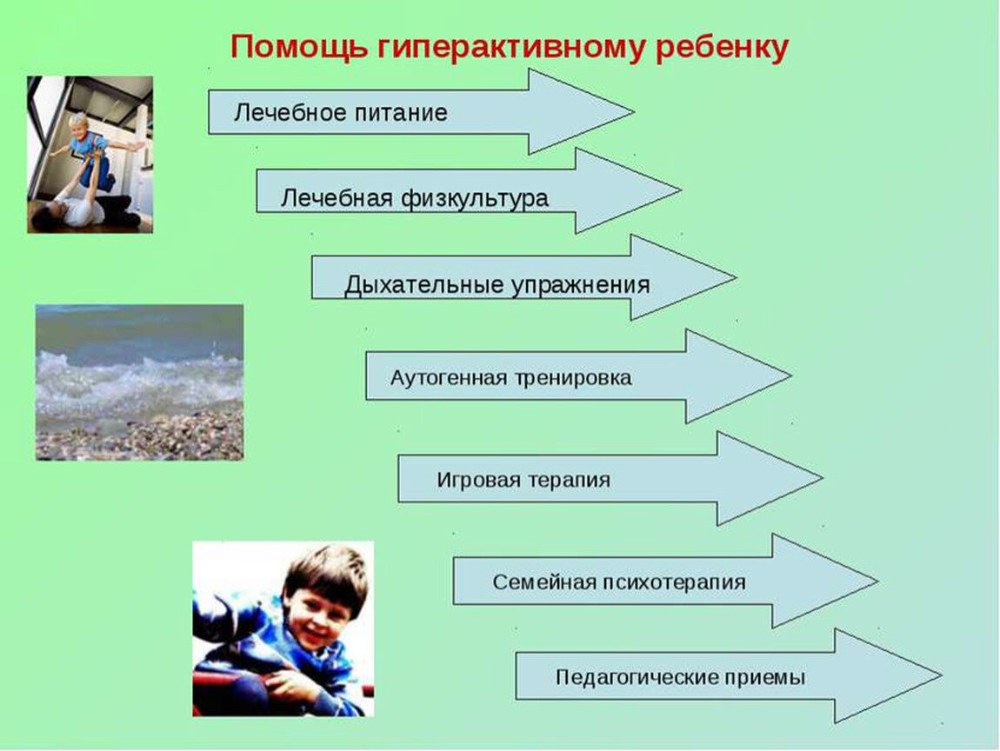 Помощь гиперактивному ребенку
Лечебное питание
Лечебная физкультура
Дыхательные упражнения
Аутогенная тренировка
Игровая терапия
Семейная психотерапия
Педагогические приемы